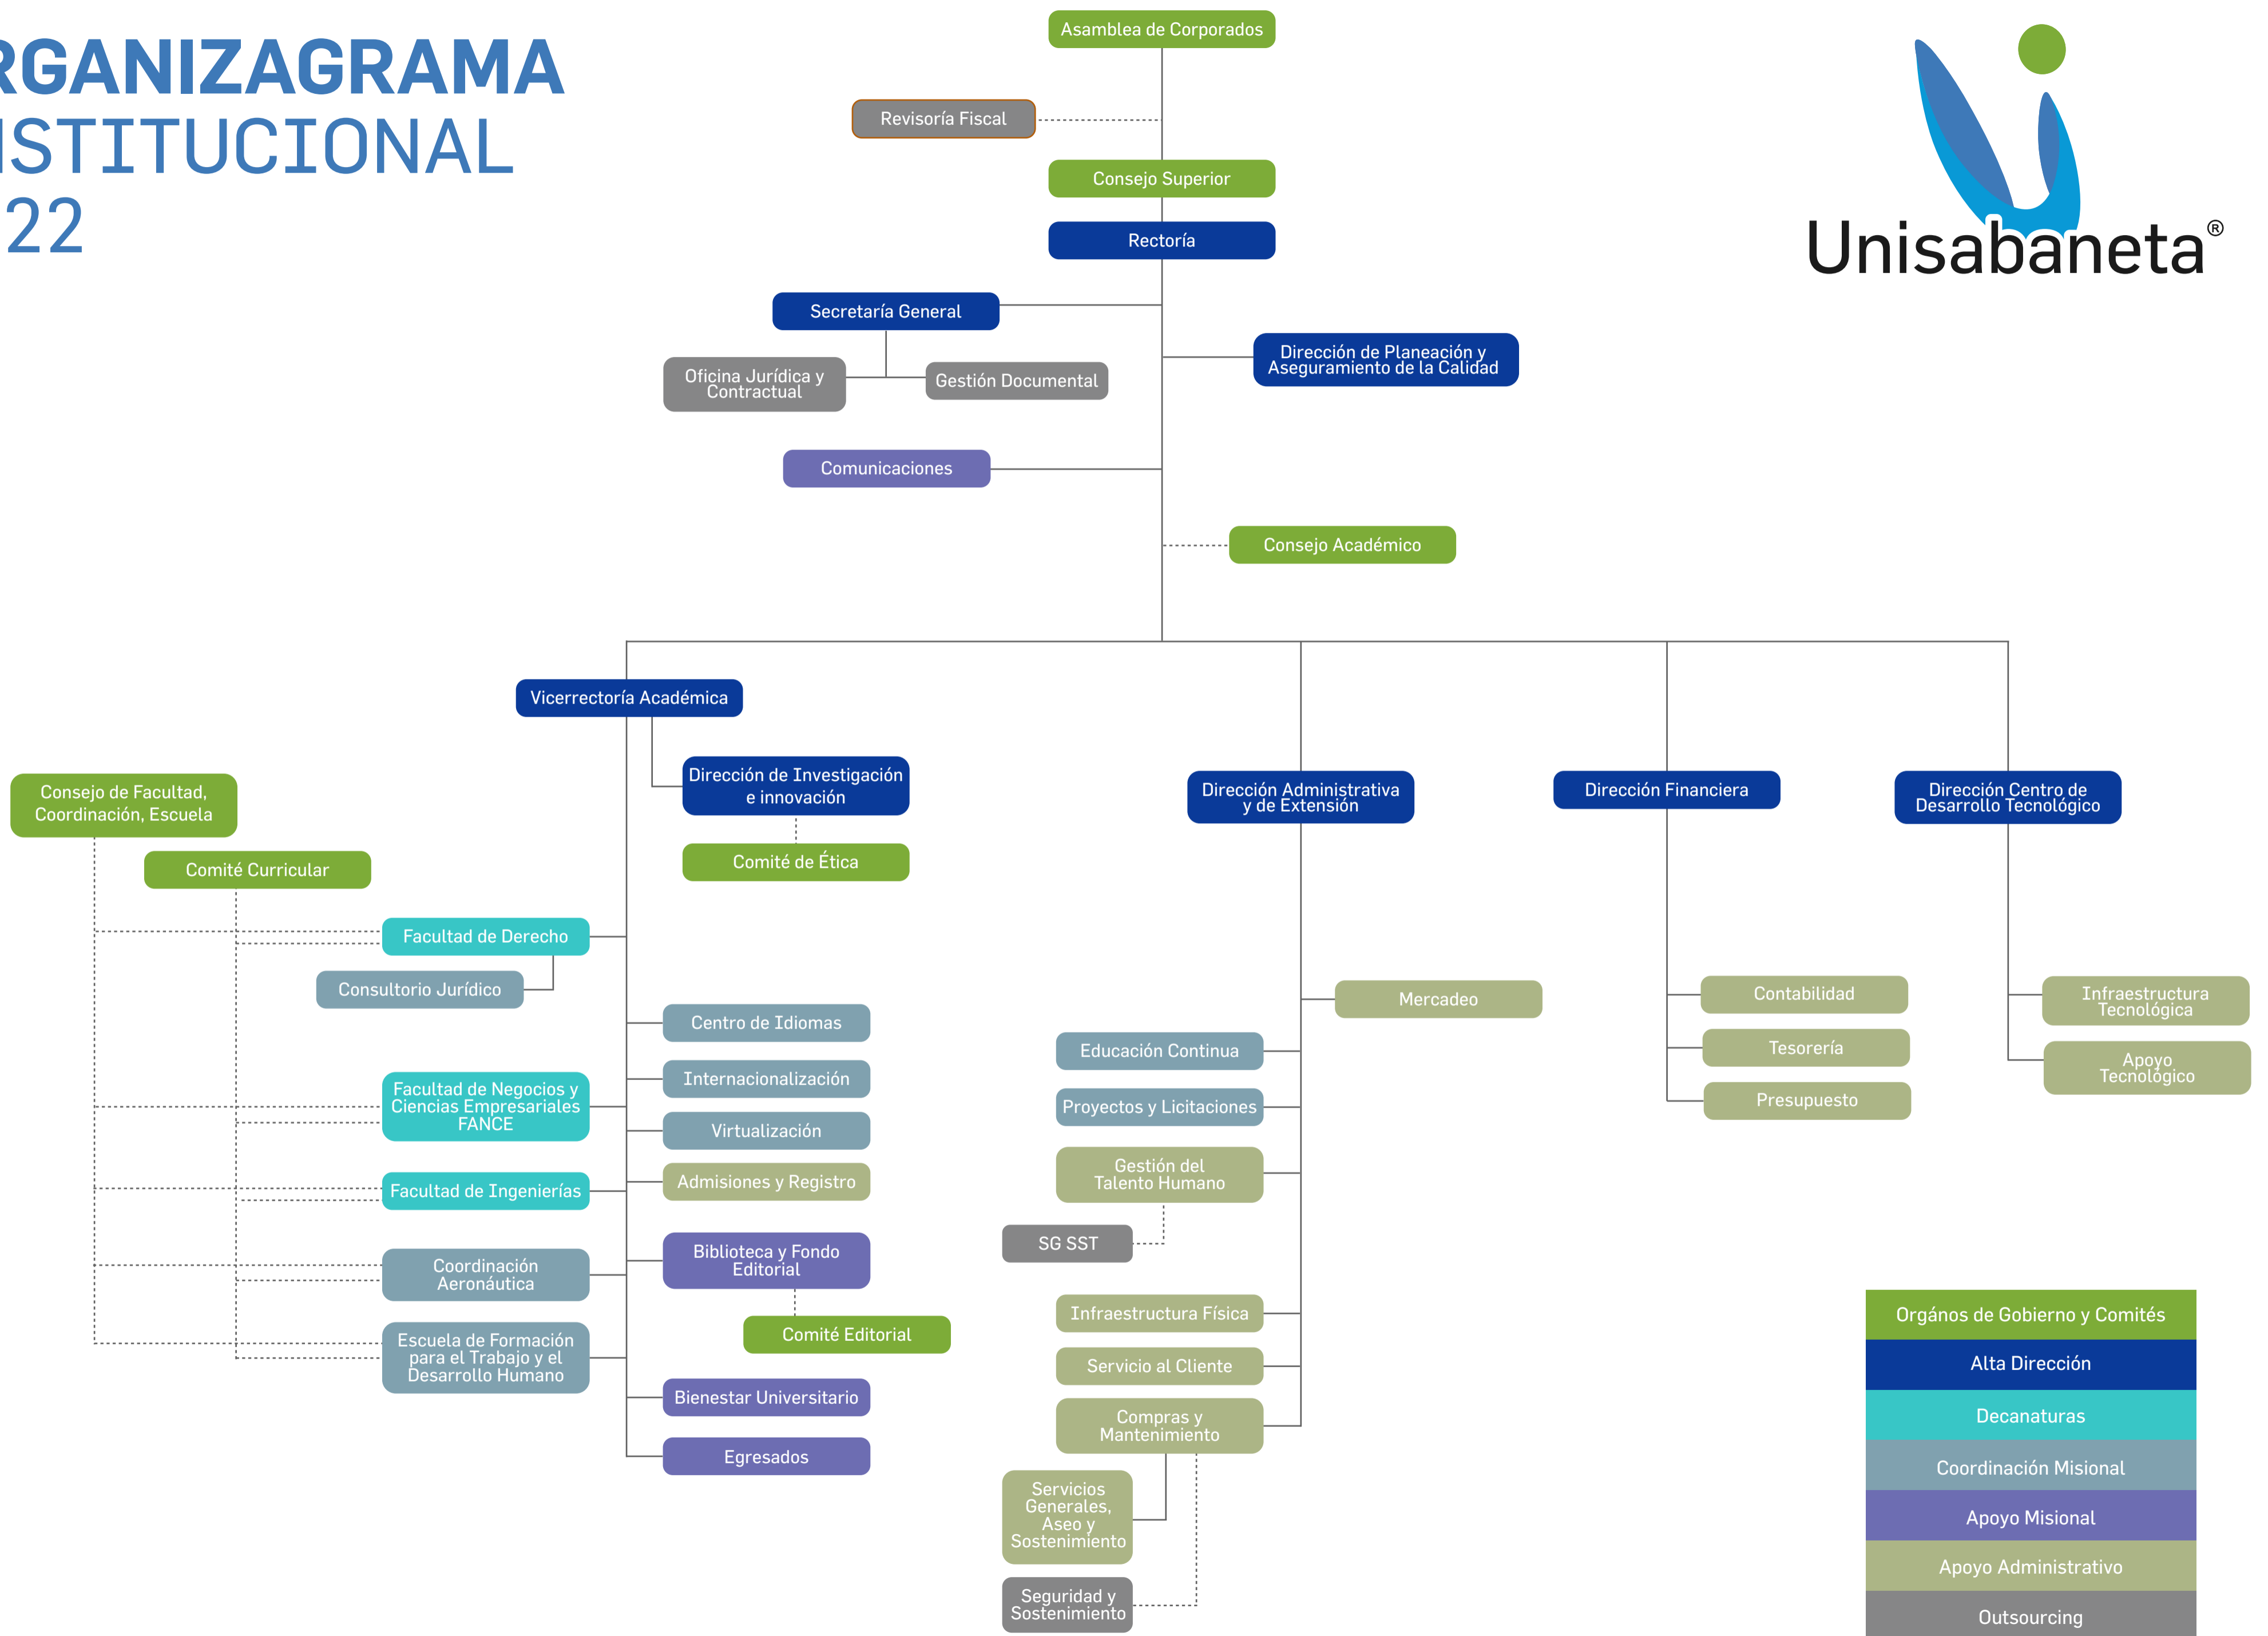 RGANIZAGRAMA
NSTITUCIONAL
22
Asamblea de Corporados
Revisoría Fiscal
Consejo Superior
Rectoría
Unisabaneta®
Secretaría General
Dirección de Planeación y
Aseguramiento de la Calidad
Oficina Jurídica y
Contractual
Gestión Documental
Comunicaciones
Consejo Académico
Vicerrectoría Académica
Dirección de Investigación
e innovación
Comité de Ética
Dirección Administrativa
y de Extensión
Dirección Financiera
Dirección Centro de
Desarrollo Tecnológico
Consejo de Facultad,
Coordinación, Escuela
Comité Curricular
Facultad de Derecho
Consultorio Jurídico
Facultad de Negocios y
Ciencias Empresariales
FANCE
Facultad de Ingenierías
Coordinación
Aeronáutica
Escuela de Formación
para el Trabajo y el
Desarrollo Humano
Centro de Idiomas
Internacionalización
Virtualización
Admisiones y Registro
Biblioteca y Fondo
Editorial
Comité Editorial
Bienestar Universitario
Egresados
Mercadeo
Educación Continua
Proyectos y Licitaciones
Gestión del
Talento Humano
SG SST
Infraestructura Física
Servicio al Cliente
Compras y
Mantenimiento
Servicios
Generales,
Aseo y
Sostenimiento
Seguridad y
Sostenimiento
Contabilidad
Tesorería
Presupuesto
Infraestructura
Tecnológica
Apoyo
Tecnológico
Orgános de Gobierno y Comités
Alta Dirección
Decanaturas
Coordinación Misional
Apoyo Misional
Apoyo Administrativo
Outsourcing